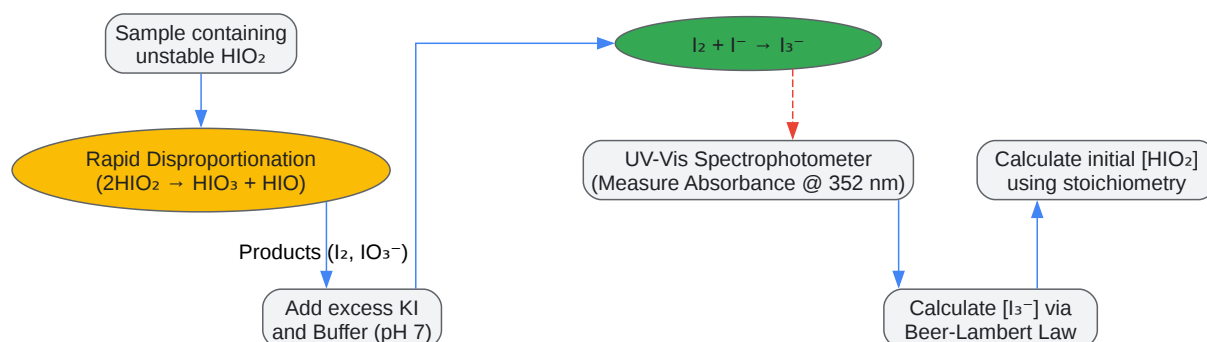 Sample containing
unstable HIO₂
Rapid Disproportionation
(2HIO₂ → HIO₃ + HIO)
Products (I₂, IO₃⁻)
Add excess KI
and Buffer (pH 7)
I₂ + I⁻ → I₃⁻
UV-Vis Spectrophotometer
(Measure Absorbance @ 352 nm)
Calculate [I₃⁻] via
Beer-Lambert Law
Calculate initial [HIO₂]
using stoichiometry